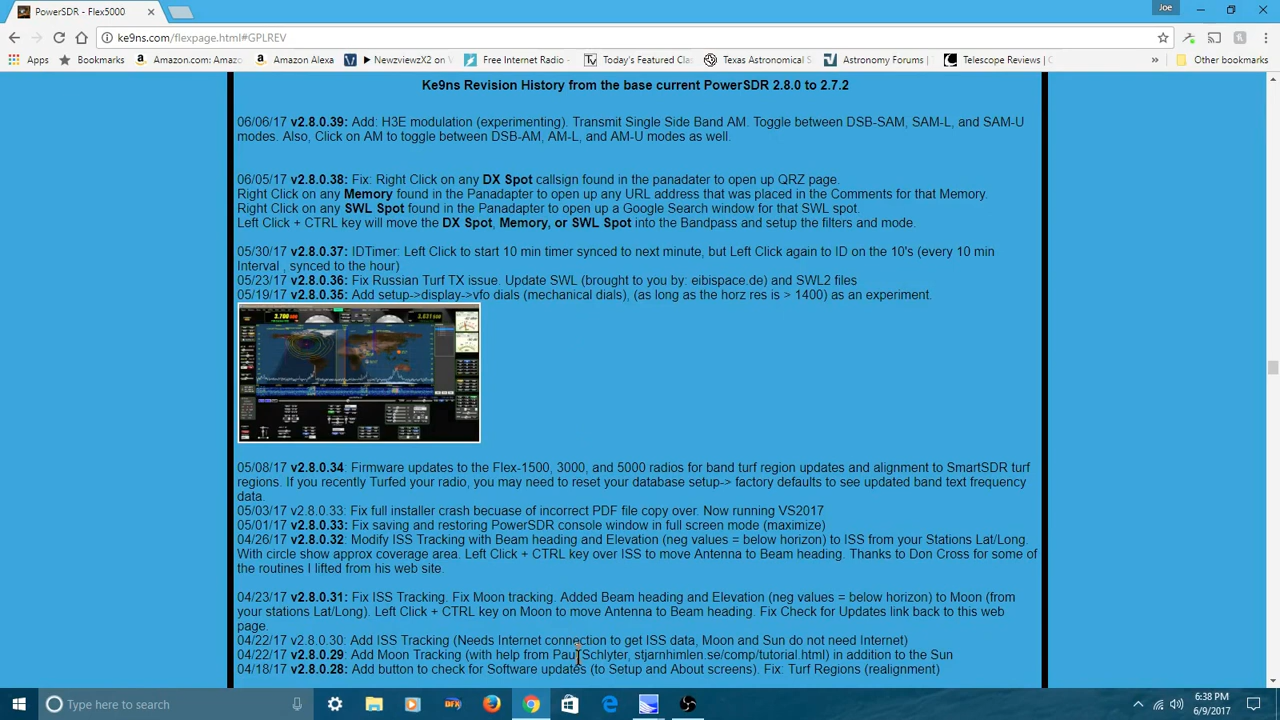 PowerSDR - Flex5000
Joe
ke9ns.com/flexpage.html#GPLREV
Apps Bookmarks Amazon.com: Amazo Amazon Alexa NewzviewzX2 on V Free Internet Radio - Today's Featured Clas Texas Astronomical S Astronomy Forums | Telescope Reviews | C » Other bookmarks
Ke9ns Revision History from the base current PowerSDR 2.8.0 to 2.7.2
06/06/17 v2.8.0.39: Add: H3E modulation (experimenting). Transmit Single Side Band AM. Toggle between DSB-SAM, SAM-L, and SAM-U
modes. Also, Click on AM to toggle between DSB-AM, AM-L, and AM-U modes as well.
06/05/17 v2.8.0.38: Fix: Right Click on any DX Spot callsign found in the panadater to open up QRZ page.
Right Click on any Memory found in the Panadapter to open up any URL address that was placed in the Comments for that Memory.
Right Click on any SWL Spot found in the Panadapter to open up a Google Search window for that SWL spot.
Left Click + CTRL key will move the DX Spot, Memory, or SWL Spot into the Bandpass and setup the filters and mode.
05/30/17 v2.8.0.37: IDTimer: Left Click to start 10 min timer synced to next minute, but Left Click again to ID on the 10's (every 10 min
Interval , synced to the hour)
05/23/17 v2.8.0.36: Fix Russian Turf TX issue. Update SWL (brought to you by: eibispace.de) and SWL2 files
05/19/17 v2.8.0.35: Add setup->display->vfo dials (mechanical dials), (as long as the horz res is > 1400) as an experiment.
05/08/17 v2.8.0.34: Firmware updates to the Flex-1500, 3000, and 5000 radios for band turf region updates and alignment to SmartSDR turf
regions. If you recently Turfed your radio, you may need to reset your database setup-> factory defaults to see updated band text frequency
data.
05/03/17 v2.8.0.33: Fix full installer crash becuase of incorrect PDF file copy over. Now running VS2017
05/01/17 v2.8.0.33: Fix saving and restoring PowerSDR console window in full screen mode (maximize)
04/26/17 v2.8.0.32: Modify ISS Tracking with Beam heading and Elevation (neg values = below horizon) to ISS from your Stations Lat/Long.
With circle show approx coverage area. Left Click + CTRL key over ISS to move Antenna to Beam heading. Thanks to Don Cross for some of
the routines I lifted from his web site.
04/23/17 v2.8.0.31: Fix ISS Tracking. Fix Moon tracking. Added Beam heading and Elevation (neg values = below horizon) to Moon (from
your stations Lat/Long). Left Click + CTRL key on Moon to move Antenna to Beam heading. Fix Check for Updates link back to this web
page.
04/22/17 v2.8.0.30: Add ISS Tracking (Needs Internet connection to get ISS data, Moon and Sun do not need Internet)
04/22/17 v2.8.0.29: Add Moon Tracking (with help from Paul Schlyter, stjarnhimlen.se/comp/tutorial.html) in addition to the Sun
04/18/17 v2.8.0.28: Add button to check for Software updates (to Setup and About screens). Fix: Turf Regions (realignment)
Type here to search
6:38 PM
6/9/2017